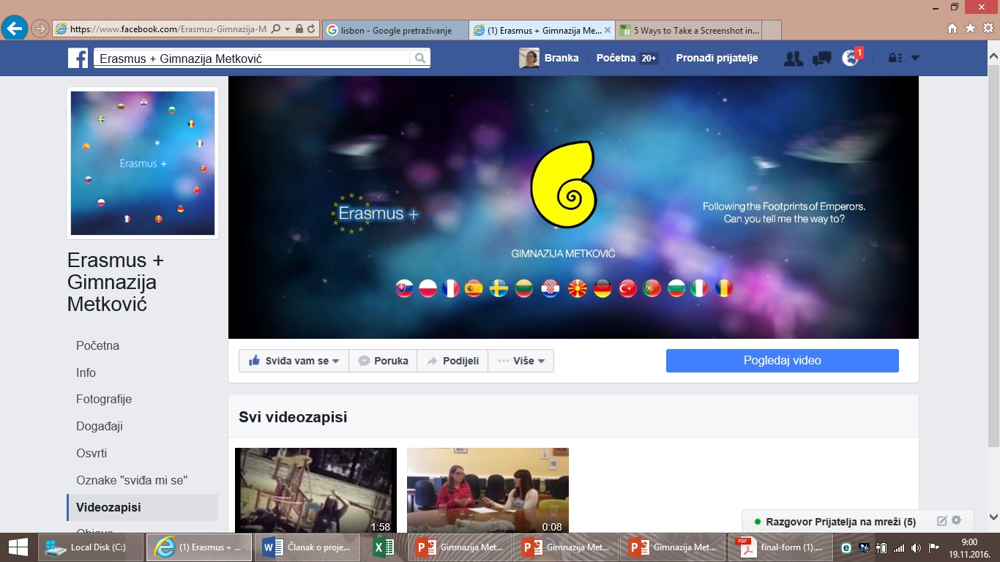 https://www.facebook.com/Erasmus-Gimnazija-M
lisbon - Google pretraživanje
(1) Erasmus + Gimnazija Me...
5 Ways to Take a Screenshot in...
Erasmus + Gimnazija Metković
Branka
Početna 20+
Pronađi prijatelje
1
Erasmus +
Erasmus +
Following the Footprints of Emperors.
Can you tell me the way to?
GIMNAZIJA METKOVIĆ
Erasmus +
Gimnazija
Metković
Sviđa vam se
Poruka
Podijeli
Više
Pogledaj video
Početna
Info
Fotografije
Događaji
Osvrti
Oznake "sviđa mi se"
Videozapisi
Objave
Svi videozapisi
1:58
0:08
Razgovor Prijatelja na mreži (5)
Local Disk (C:)
(1) Erasmus + ...
Članak o proje...
Gimnazija Met...
Gimnazija Met...
Gimnazija Met...
final-form (1)....
9:00
19.11.2016.